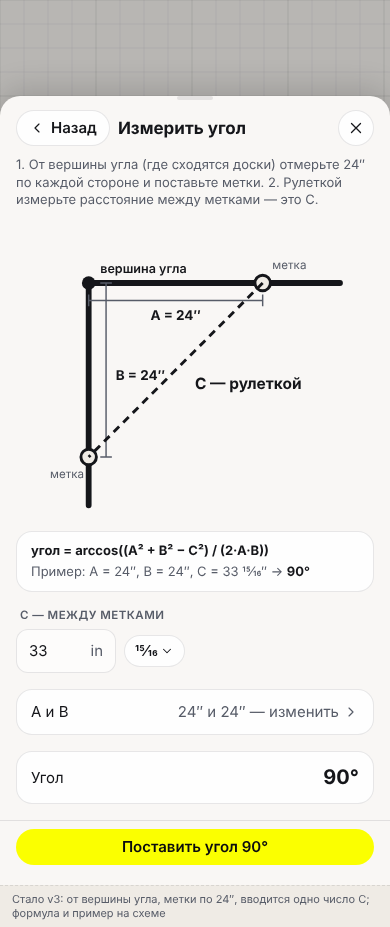 Назад
Измерить угол
1. От вершины угла (где сходятся доски) отмерьте 24″
по каждой стороне и поставьте метки. 2. Рулеткой
измерьте расстояние между метками — это C.
вершина угла
метка
A = 24″
B = 24″
C — рулеткой
метка
угол = arccos((A² + B² − C²) / (2·A·B))
Пример: A = 24″, B = 24″, C = 33 ¹⁵⁄₁₆″ → 90°
C — МЕЖДУ МЕТКАМИ
33 in ¹⁵⁄₁₆
A и B 24″ и 24″ — изменить
Угол 90°
Поставить угол 90°
Стало v3: от вершины угла, метки по 24″, вводится одно число C;
формула и пример на схеме